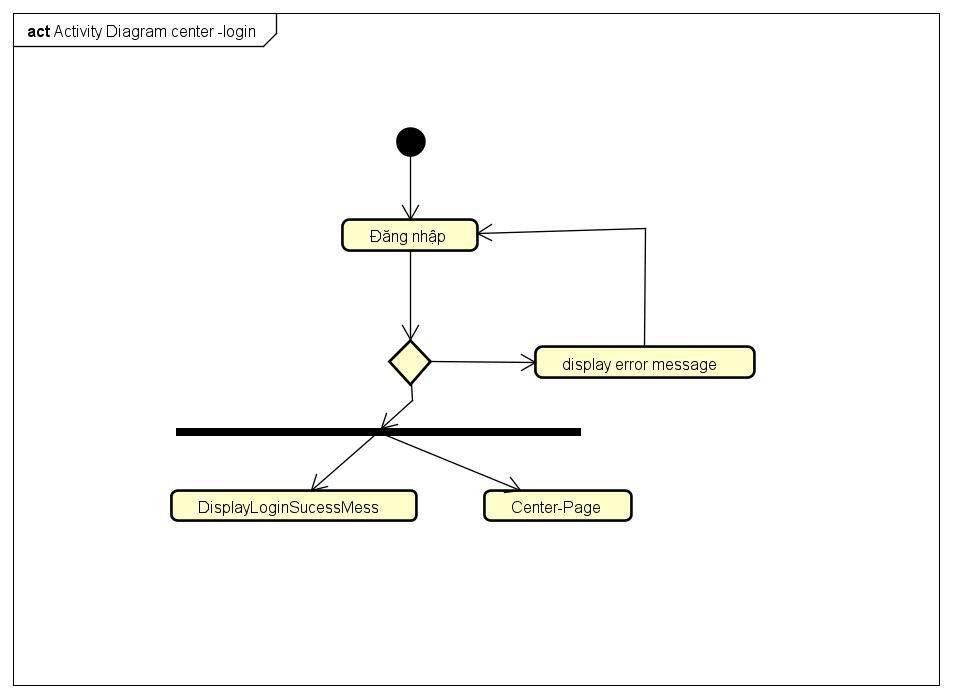 act Activity Diagram center -login
Đăng nhập
display error message
DisplayLoginSucessMess
Center-Page